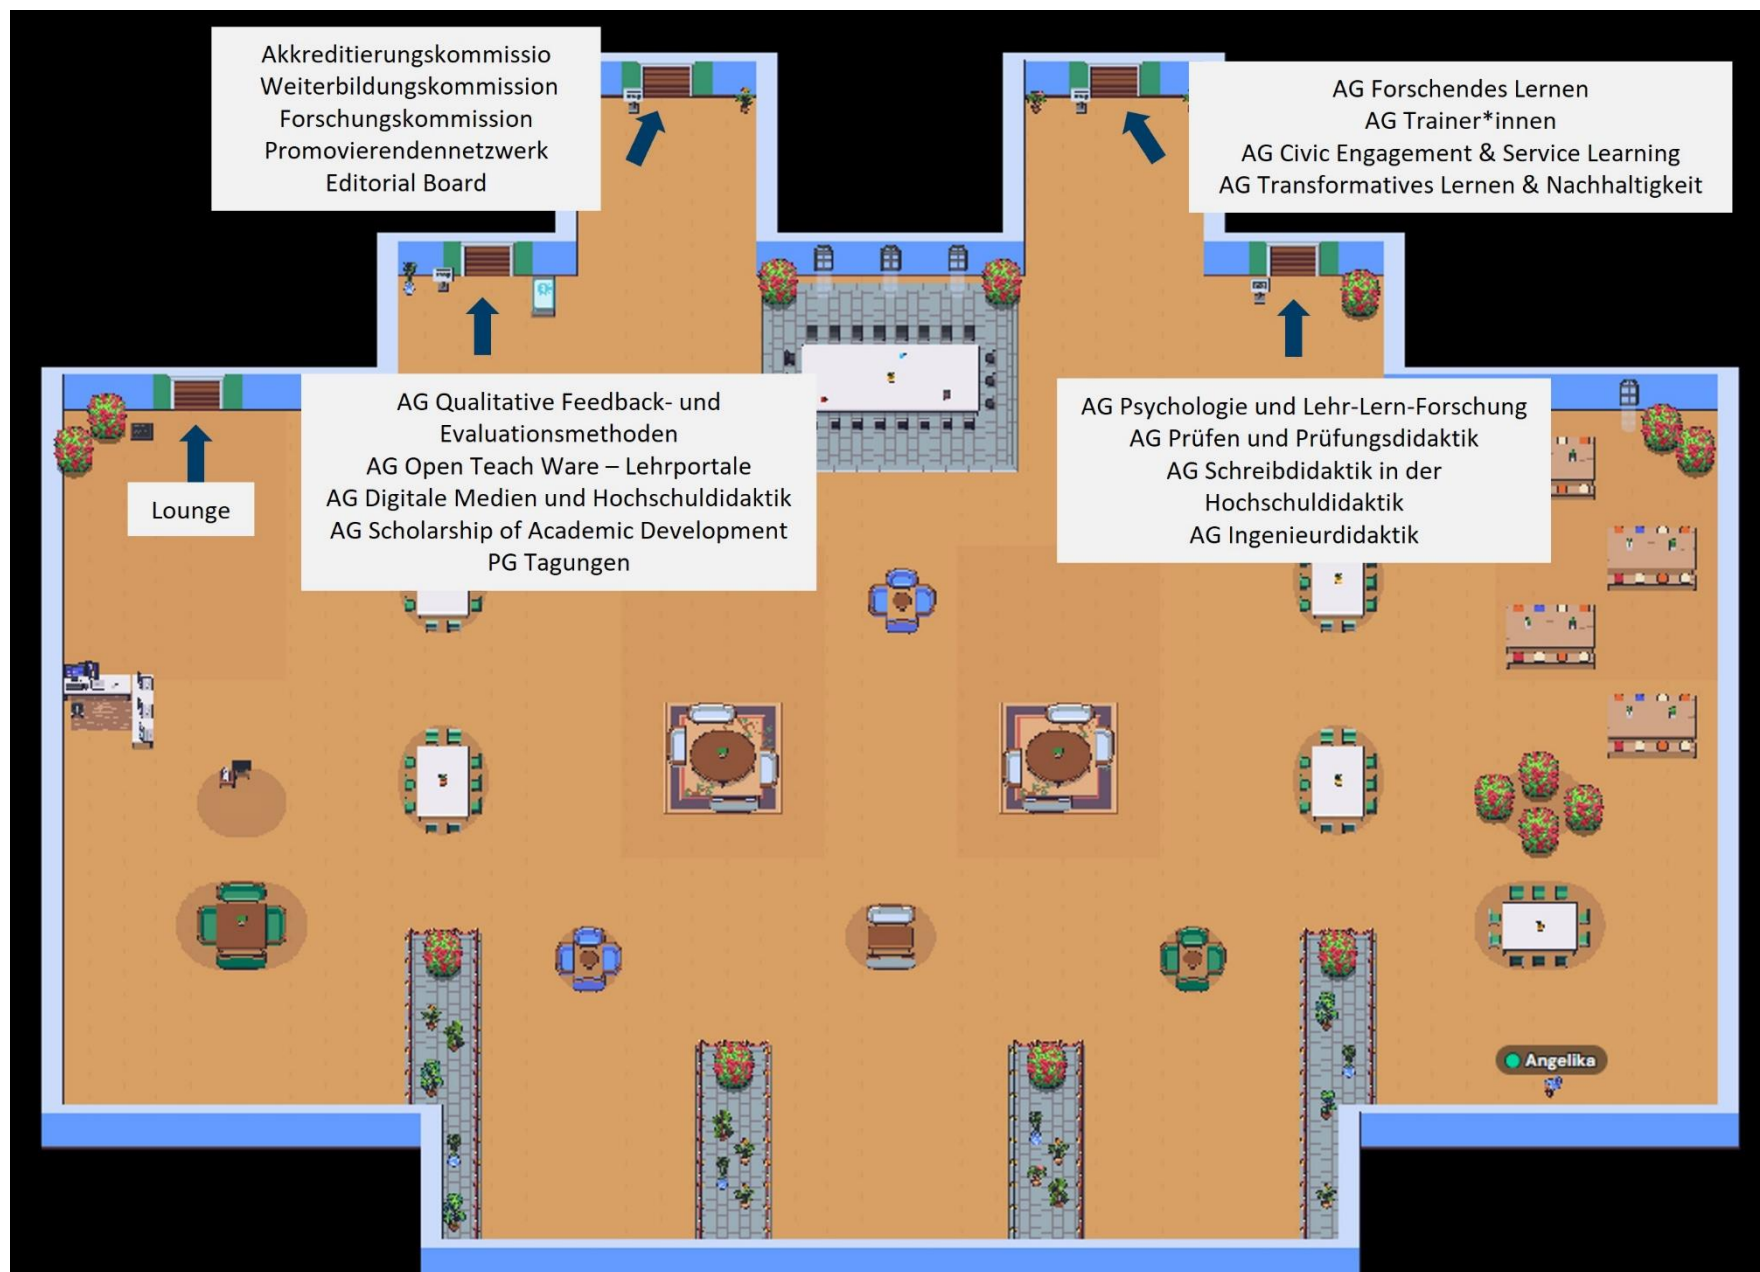 Akkreditierungskommissio
Weiterbildungskommission
Forschungskommission
Promovierendennetzwerk
Editorial Board
AG Forschendes Lernen
AG Trainer*innen
AG Civic Engagement & Service Learning
AG Transformatives Lernen & Nachhaltigkeit
Lounge
AG Qualitative Feedback- und
Evaluationsmethoden
AG Open Teach Ware – Lehrportale
AG Digitale Medien und Hochschuldidaktik
AG Scholarship of Academic Development
PG Tagungen
AG Psychologie und Lehr-Lern-Forschung
AG Prüfen und Prüfungsdidaktik
AG Schreibdidaktik in der
Hochschuldidaktik
AG Ingenieurdidaktik
Angelika